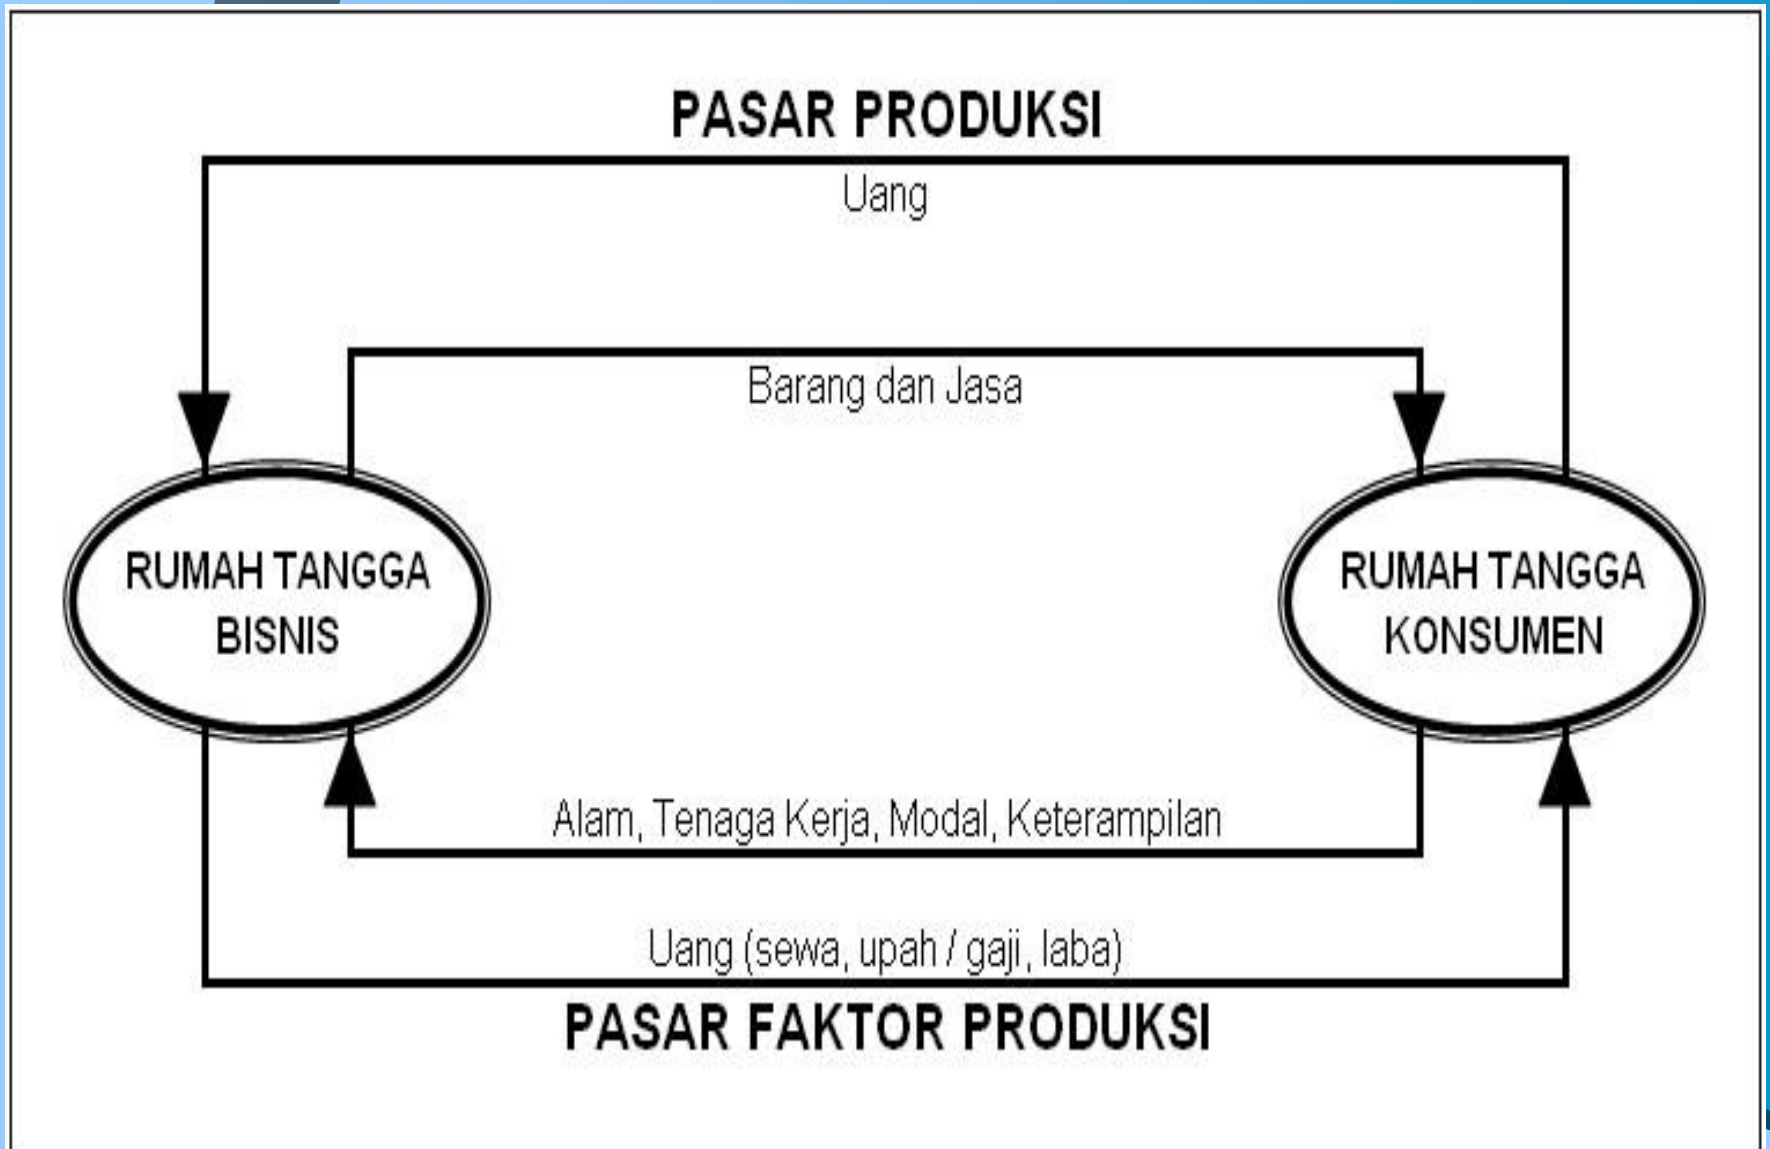 PASAR PRODUKSI
Uang
Barang dan Jasa
RUMAH TANGGA
BISNIS
RUMAH TANGGA
KONSUMEN
Alam, Tenaga Kerja, Modal, Keterampilan
Uang (sewa, upah / gaji, laba)
PASAR FAKTOR PRODUKSI